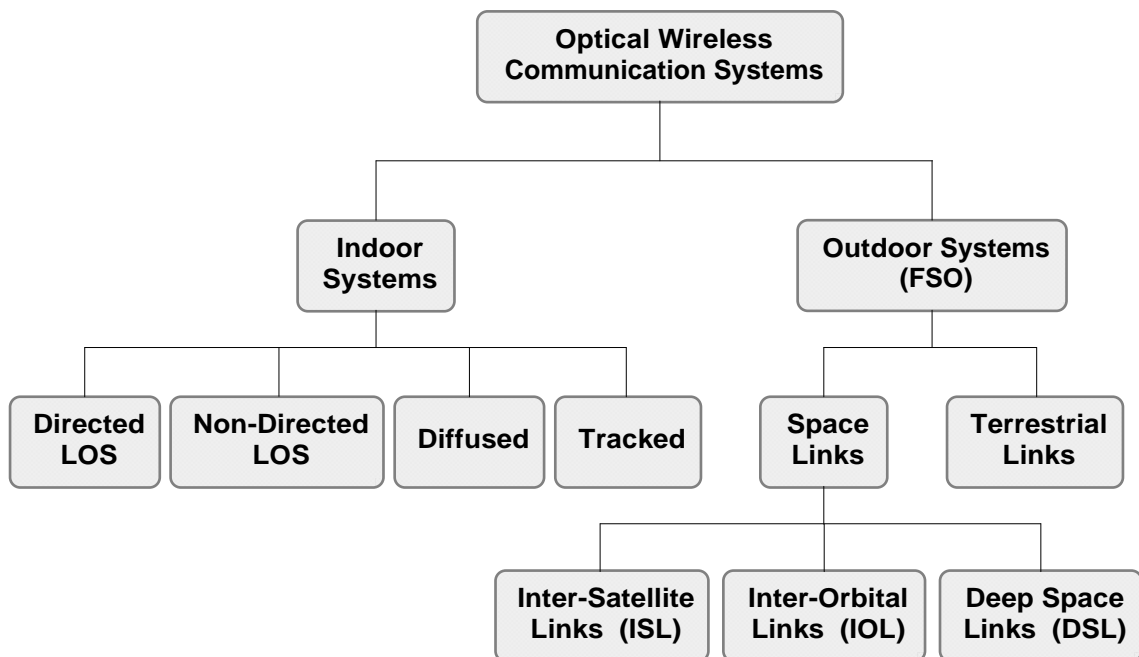 Optical Wireless
Communication Systems
Indoor
Systems
Outdoor Systems
(FSO)
Directed
LOS
Non-Directed
LOS
Diffused
Tracked
Space
Links
Terrestrial
Links
Inter-Satellite
Links (ISL)
Inter-Orbital
Links (IOL)
Deep Space
Links (DSL)